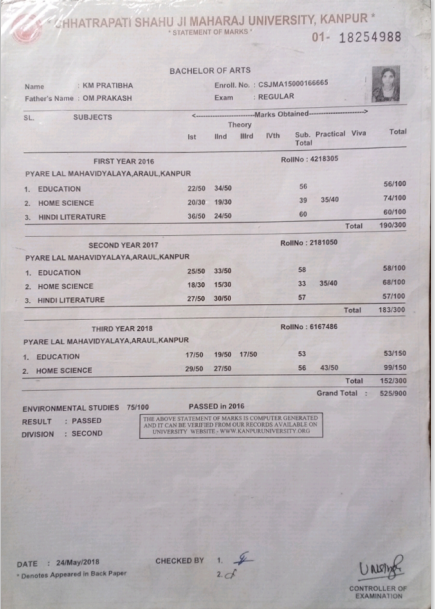 CHHATRAPATI SHAHU JI MAHARAJ UNIVERSITY, KANPUR *
* STATEMENT OF MARKS *
01- 18254988
BACHELOR OF ARTS
Name : KM PRATIBHA Enroll. No. : CSJMA15000166665
Father's Name : OM PRAKASH Exam : REGULAR
SL. SUBJECTS <---Marks Obtained--->
Theory
Ist IInd IIIrd IVth Sub. Total Practical Viva Total
FIRST YEAR 2016 RollNo : 4218305
PYARE LAL MAHAVIDYALAYA,ARAUL,KANPUR
1. EDUCATION 22/50 34/50 56 56/100
2. HOME SCIENCE 20/30 19/30 39 35/40 74/100
3. HINDI LITERATURE 36/50 24/50 60 60/100
Total 190/300
SECOND YEAR 2017 RollNo : 2181050
PYARE LAL MAHAVIDYALAYA,ARAUL,KANPUR
1. EDUCATION 25/50 33/50 58 58/100
2. HOME SCIENCE 18/30 15/30 33 35/40 68/100
3. HINDI LITERATURE 27/50 30/50 57 57/100
Total 183/300
THIRD YEAR 2018 RollNo : 6167486
PYARE LAL MAHAVIDYALAYA,ARAUL,KANPUR
1. EDUCATION 17/50 19/50 17/50 53 53/150
2. HOME SCIENCE 29/50 27/50 56 43/50 99/150
Total 152/300
Grand Total : 525/900
ENVIRONMENTAL STUDIES 75/100 PASSED in 2016
RESULT : PASSED
DIVISION : SECOND
THE ABOVE STATEMENT OF MARKS IS COMPUTER GENERATED
AND IT CAN BE VERIFIED FROM OUR RECORDS AVAILABLE ON
UNIVERSITY WEBSITE:- WWW.KANPURUNIVERSITY.ORG
DATE : 24/May/2018 CHECKED BY 1.
* Denotes Appeared in Back Paper 2.
CONTROLLER OF
EXAMINATION